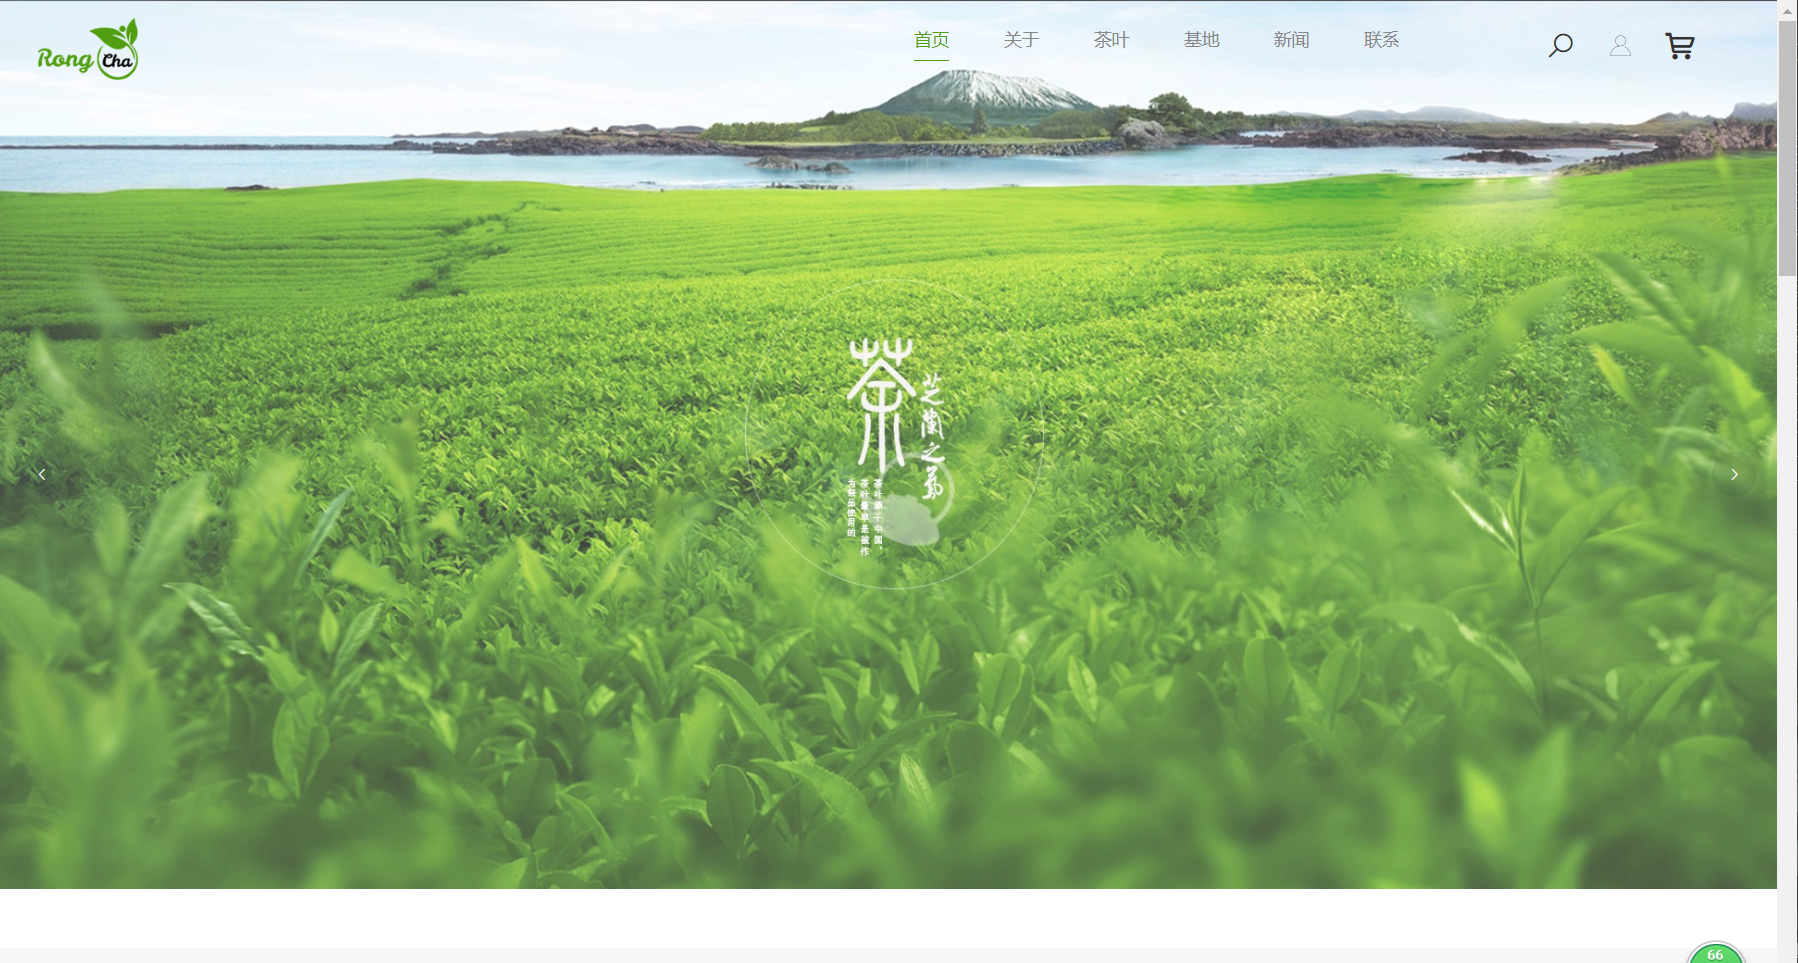 Rong Cha
首页 关于 茶叶 基地 新闻 联系
茶
芝蘭之氣
茶叶源于中国，
茶叶最早是被作
为祭品使用的
66